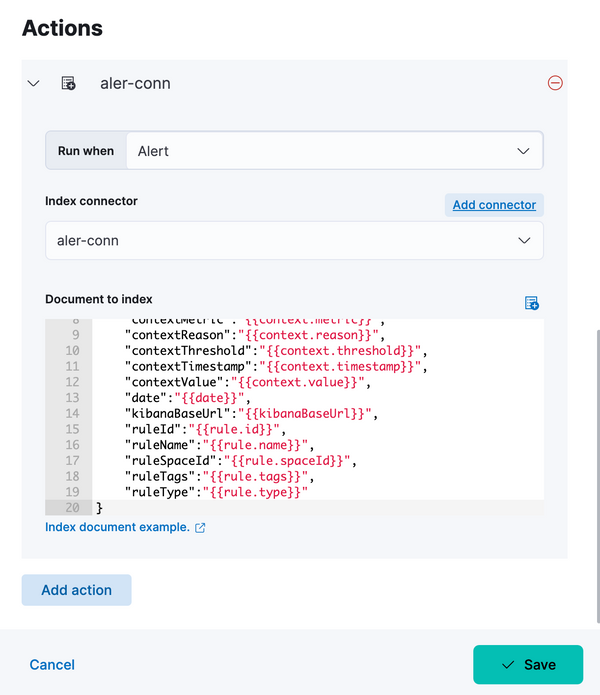 Actions
aler-conn
Run when Alert
Index connector
Add connector
aler-conn
Document to index
8 "contextMetric":"{{context.metric}}",
9 "contextReason":"{{context.reason}}",
10 "contextThreshold":"{{context.threshold}}",
11 "contextTimestamp":"{{context.timestamp}}",
12 "contextValue":"{{context.value}}",
13 "date":"{{date}}",
14 "kibanaBaseUrl":"{{kibanaBaseUrl}}",
15 "ruleId":"{{rule.id}}",
16 "ruleName":"{{rule.name}}",
17 "ruleSpaceId":"{{rule.spaceId}}",
18 "ruleTags":"{{rule.tags}}",
19 "ruleType":"{{rule.type}}"
20 }
Index document example.
Add action
Cancel
Save